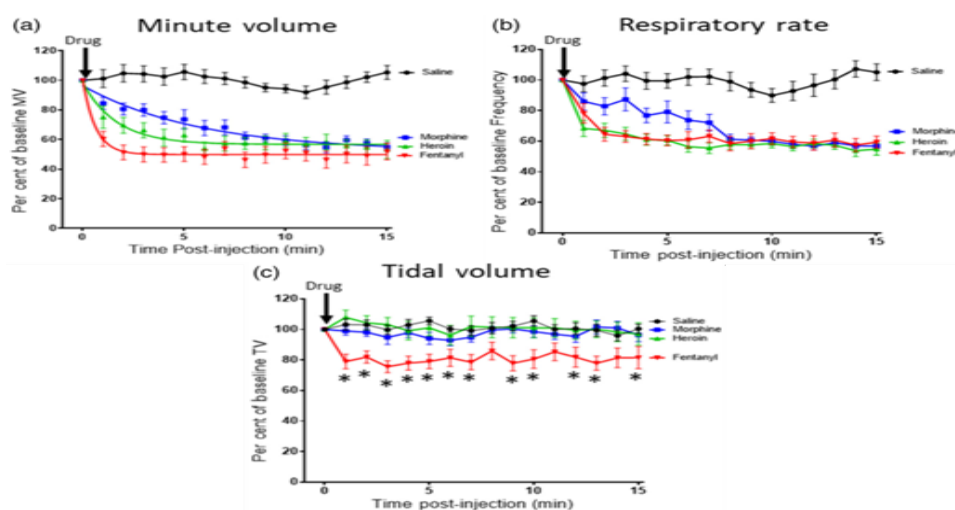 (a) Minute volume
Drug
120
100
80
60
40
20
0
Per cent of baseline MV
Saline
Morphine
Heroin
Fentanyl
0 5 10 15
Time Post-injection (min)
(b) Respiratory rate
Drug
120
100
80
60
40
20
0
Per cent of baseline Frequency
Saline
Morphine
Heroin
Fentanyl
0 5 10 15
Time post-injection (min)
(c) Tidal volume
Drug
120
100
80
60
40
20
0
Per cent of baseline TV
Saline
Morphine
Heroin
Fentanyl
* * * * * * * * * * * *
0 5 10 15
Time post-injection (min)